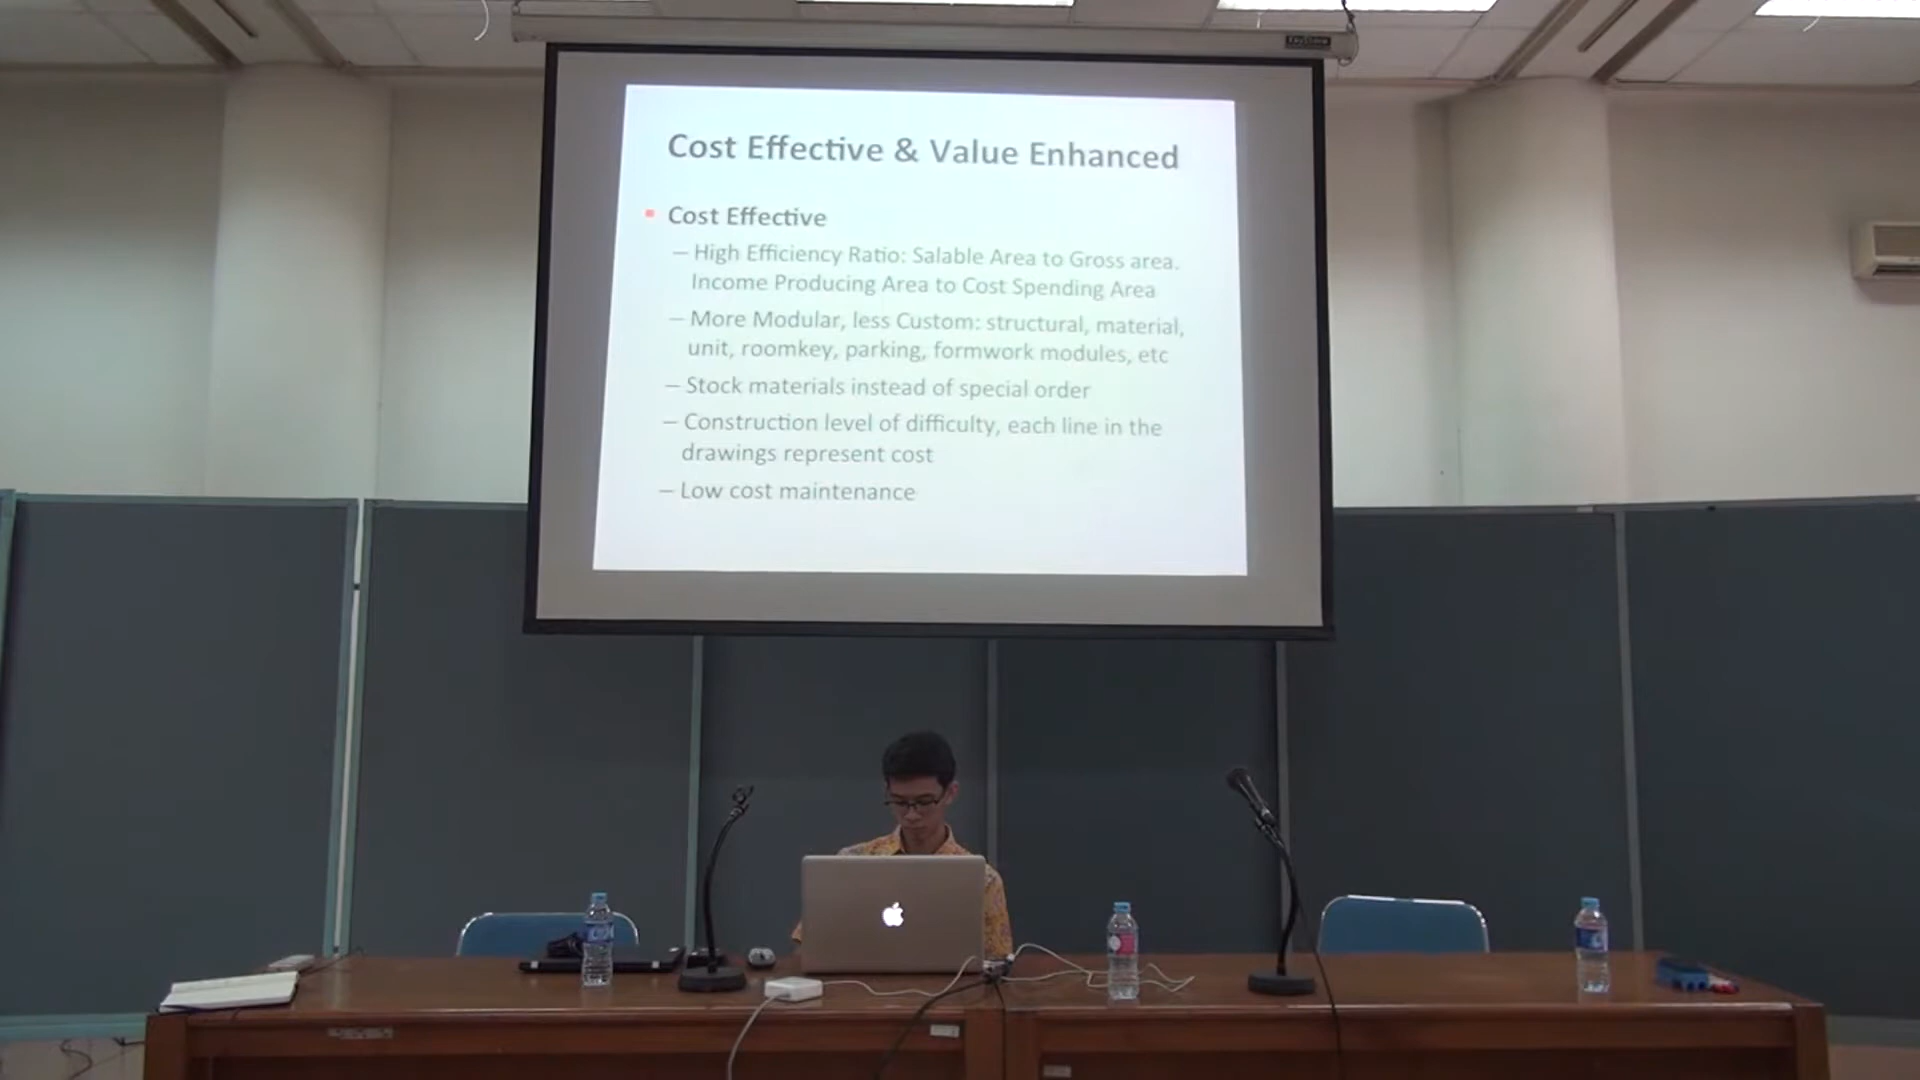 Cost Effective & Value Enhanced
Cost Effective
– High Efficiency Ratio: Salable Area to Gross area.
Income Producing Area to Cost Spending Area
– More Modular, less Custom: structural, material,
unit, roomkey, parking, formwork modules, etc
– Stock materials instead of special order
– Construction level of difficulty, each line in the
drawings represent cost
– Low cost maintenance